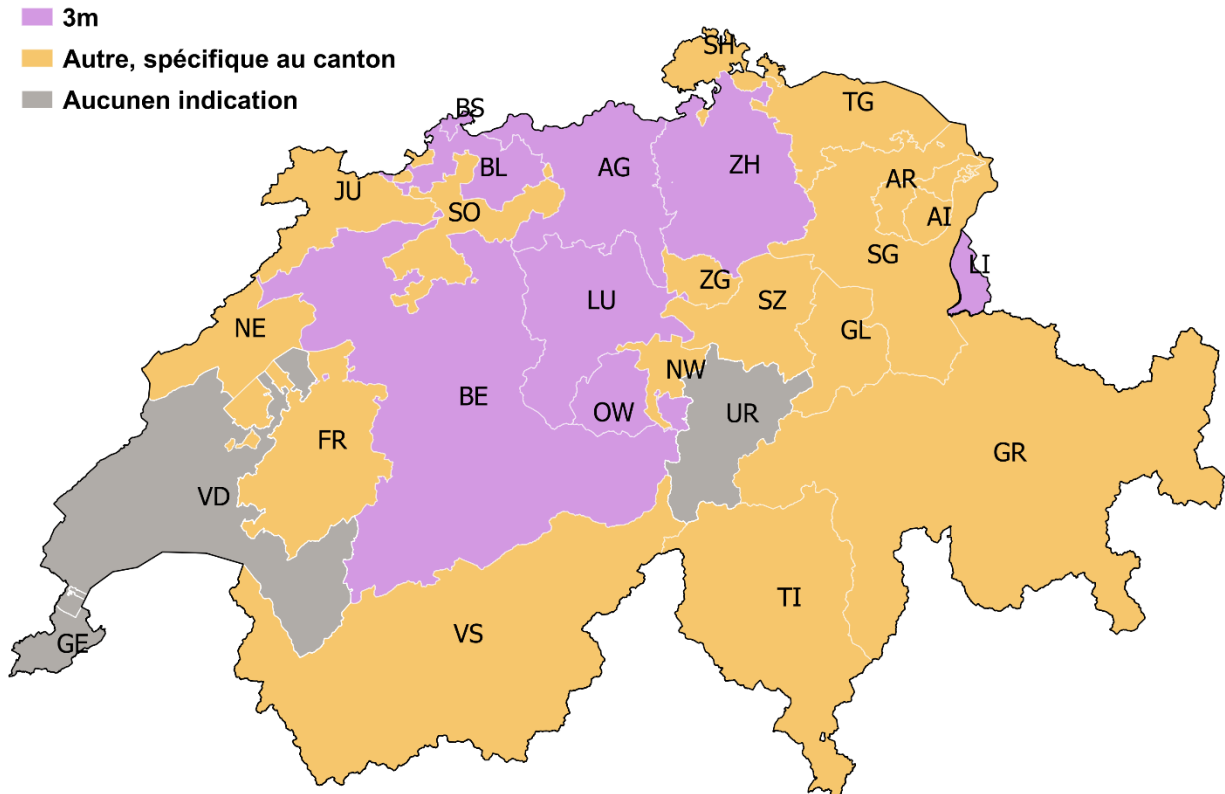 3m
Autre, spécifique au canton
Aucunen indication
SH
BS
TG
BL
AG
ZH
JU
AR
SO
AI
SG
LI
ZG
LU
SZ
NE
GL
NW
BE
OW
UR
FR
GR
VD
TI
VS
GE